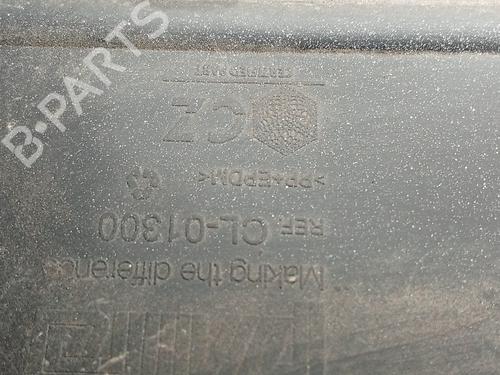 B-PARTS
Making the difference
REF. CL-01300
>PP+EPDM<
CZ
CERTIFIED PART